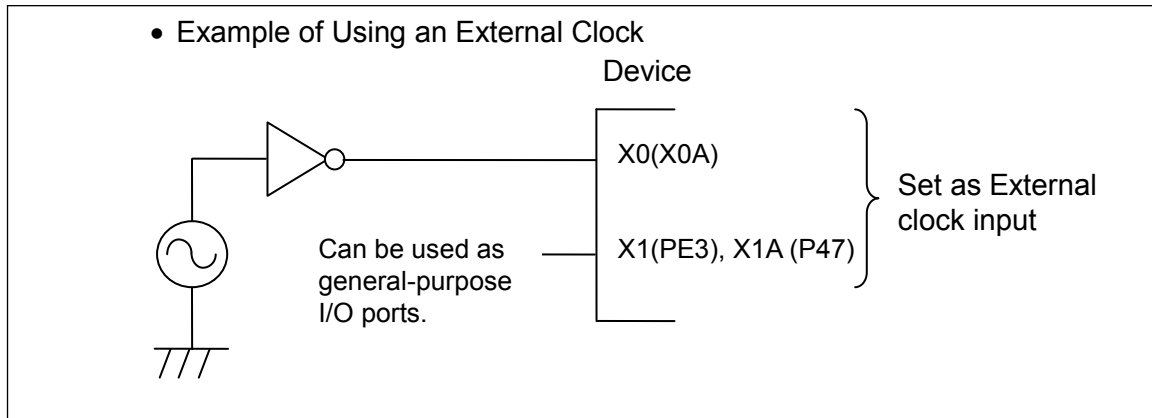 • Example of Using an External Clock
Device
X0(X0A)
Set as External
clock input
Can be used as
general-purpose
I/O ports.
X1(PE3), X1A (P47)